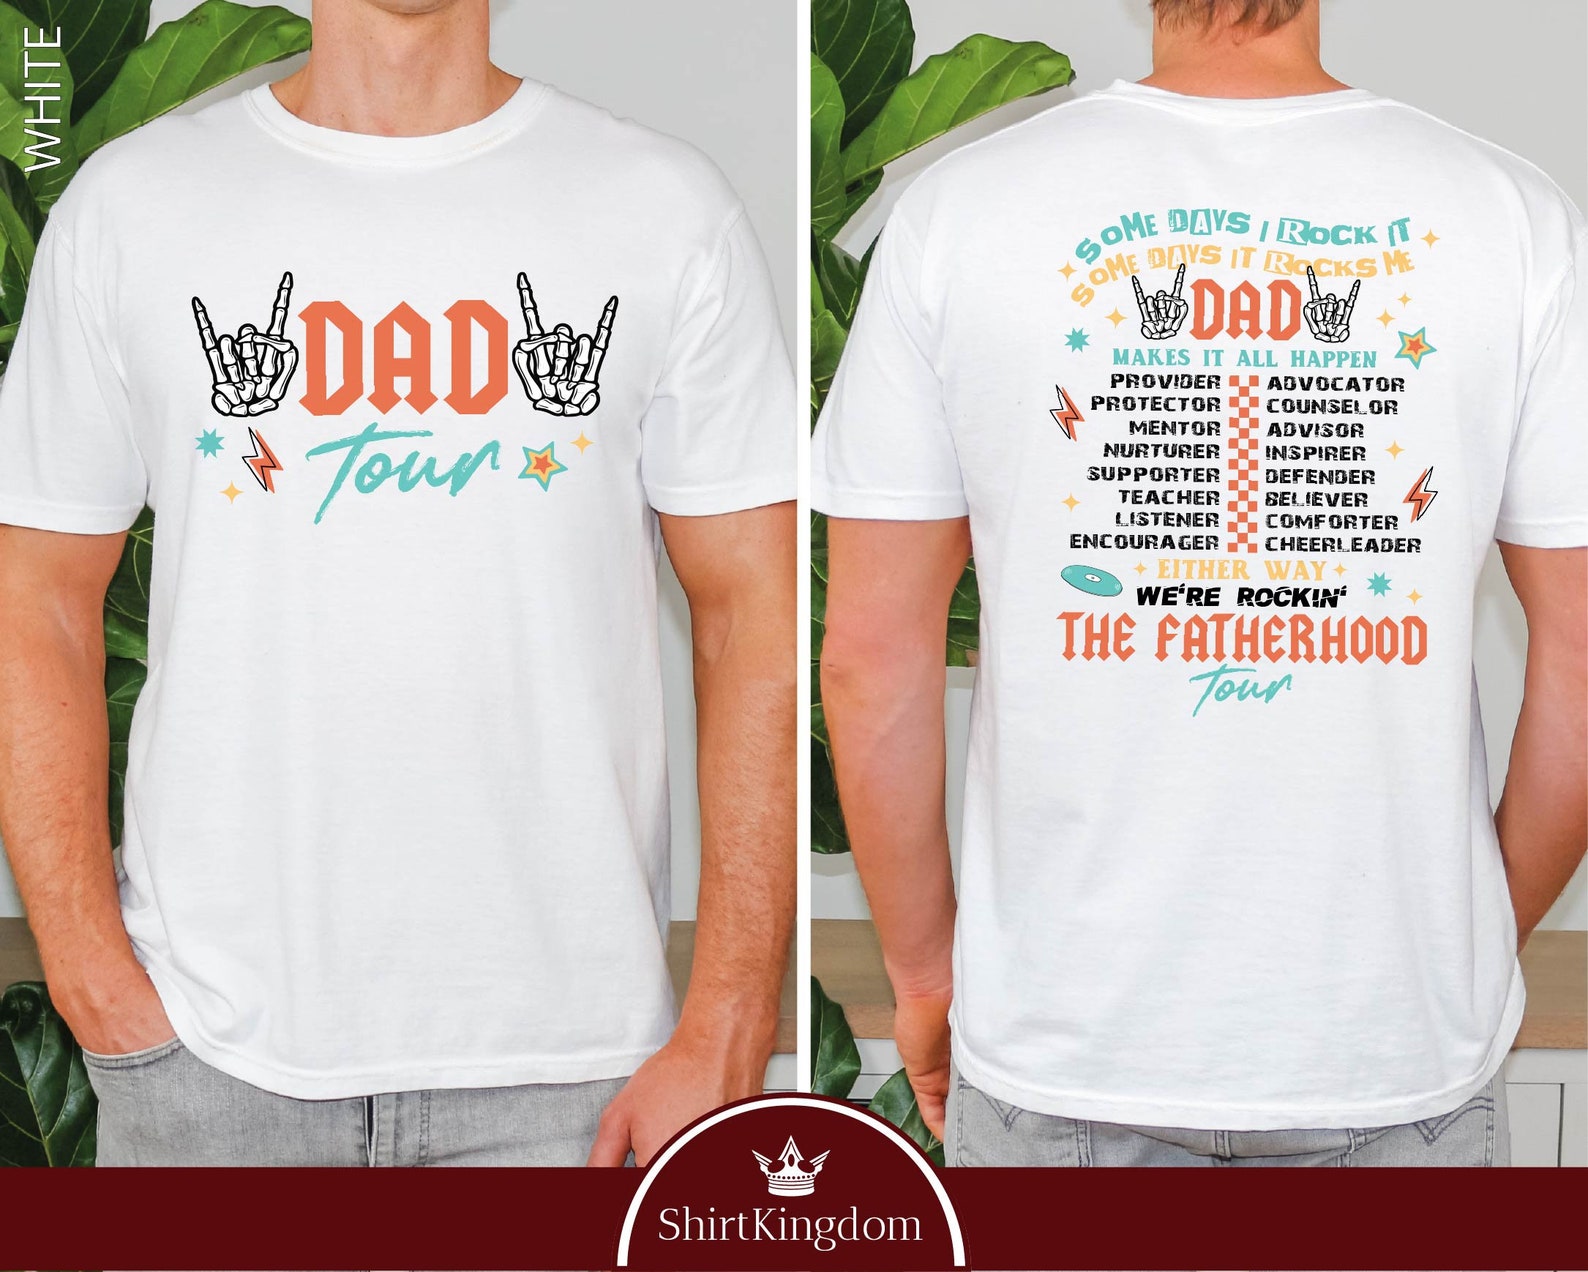 WHITE
DAD
Tour
SOME DAYS I ROCK IT
SOME DAYS IT ROCKS ME
DAD
MAKES IT ALL HAPPEN
PROVIDER ADVOCATOR
PROTECTOR COUNSELOR
MENTOR ADVISOR
NURTURER INSPIRER
SUPPORTER DEFENDER
TEACHER BELIEVER
LISTENER COMFORTER
ENCOURAGER CHEERLEADER
EITHER WAY
WE'RE ROCKIN'
THE FATHERHOOD
Tour
ShirtKingdom